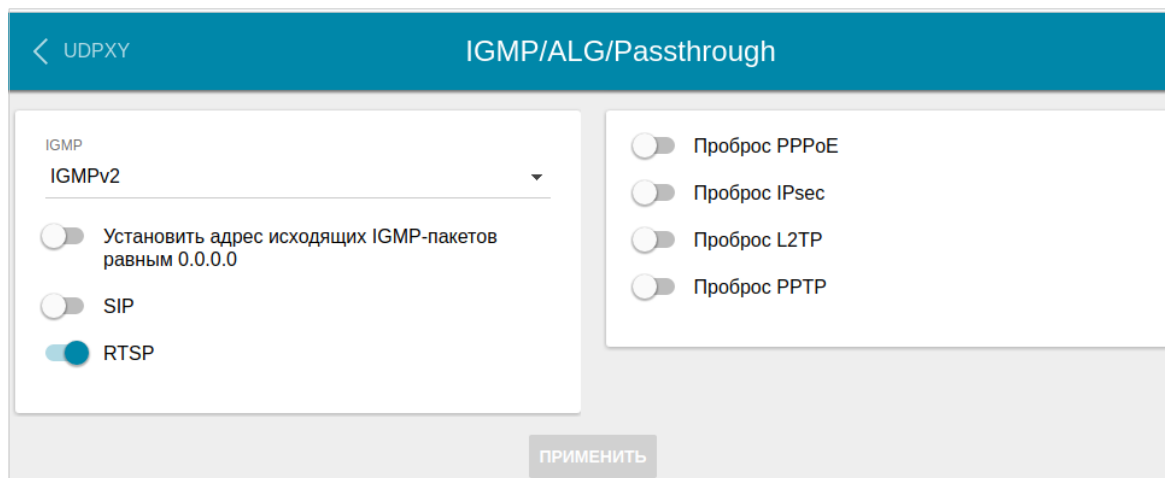 UDPXY
IGMP/ALG/Passthrough
IGMP
IGMPv2
Установить адрес исходящих IGMP-пакетов
равным 0.0.0.0
SIP
RTSP
Проброс PPPoE
Проброс IPsec
Проброс L2TP
Проброс PPTP
ПРИМЕНИТЬ